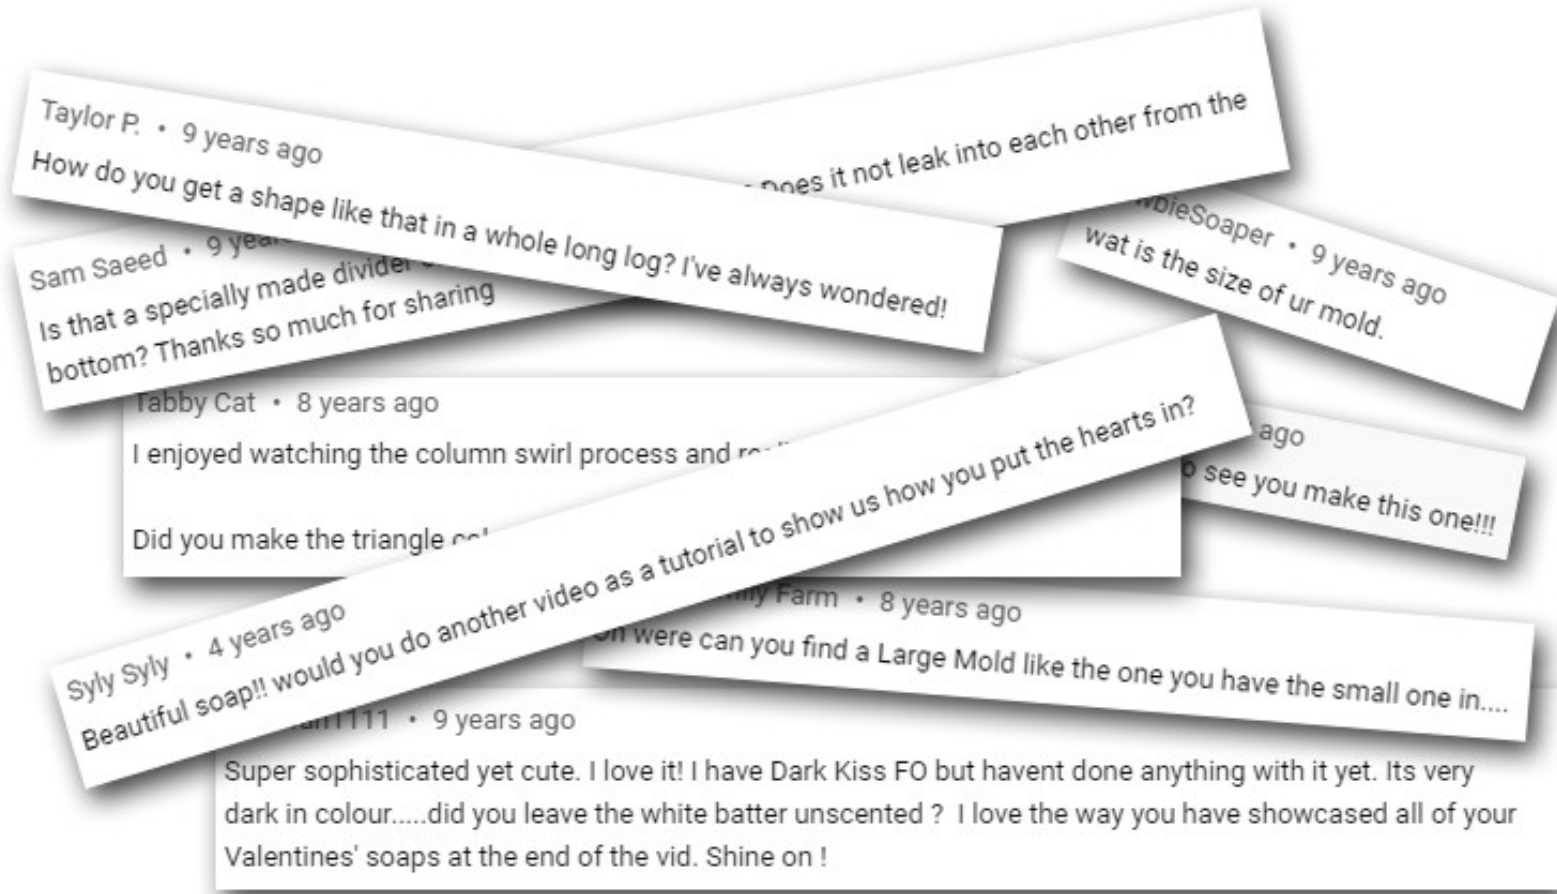 Taylor P. • 9 years ago
How do you get a shape like that in a whole long log? I've always wondered!
Sam Saeed • 9
Is that a specially made divider
Does it not leak into each other from the
bottom? Thanks so much for sharing
wat is the size of ur mold.
• 9 years ago
Tabby Cat • 8 years ago
I enjoyed watching the column swirl process and
Did you make the triangle
ago
see you make this one!!!
Syly Syly • 4 years ago
Beautiful soap!! would you do another video as a tutorial to show us how you put the hearts in?
Farm • 8 years ago
were can you find a Large Mold like the one you have the small one in....
• 9 years ago
Super sophisticated yet cute. I love it! I have Dark Kiss FO but havent done anything with it yet. Its very
dark in colour.....did you leave the white batter unscented ? I love the way you have showcased all of your
Valentines' soaps at the end of the vid. Shine on !